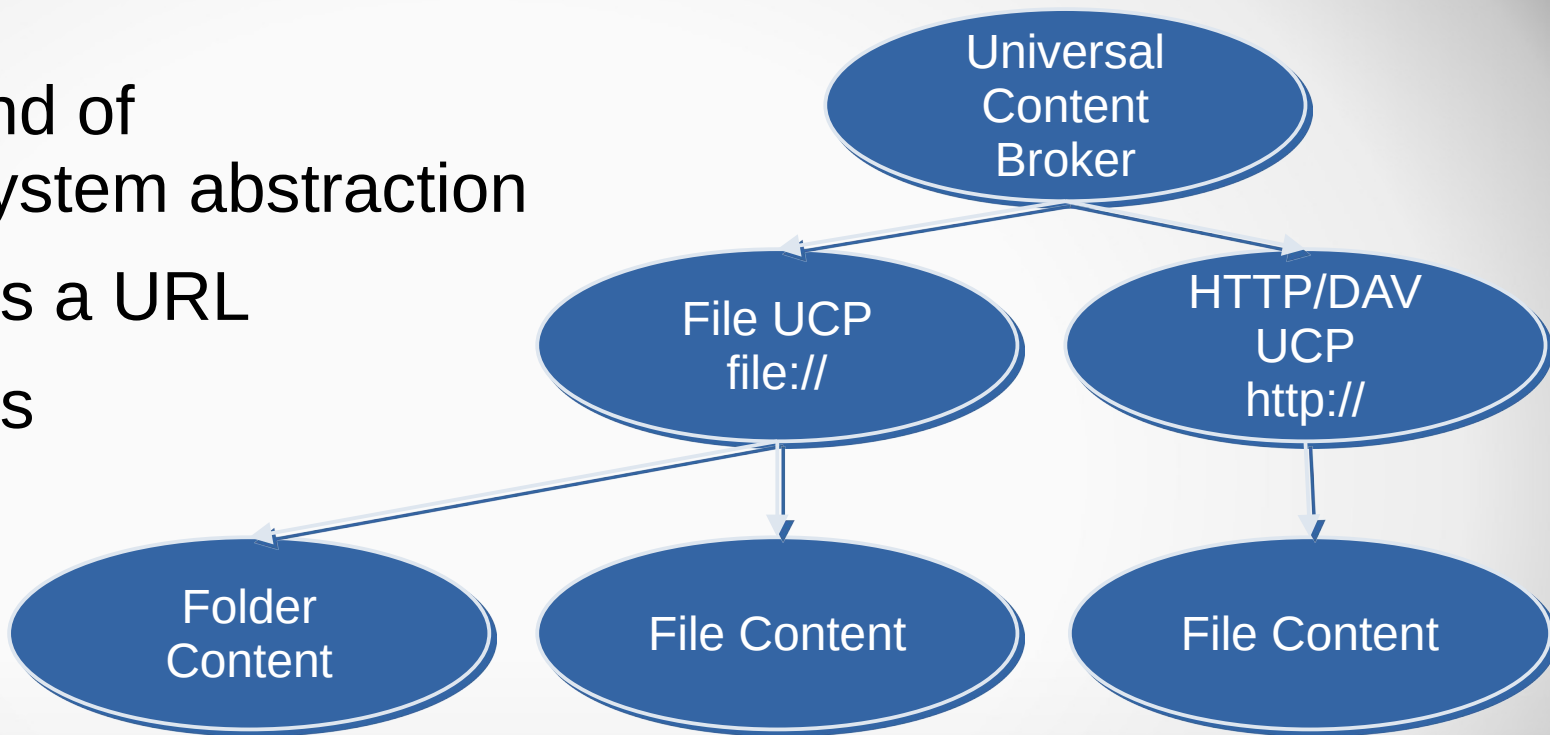 nd of
ystem abstraction
s a URL
s
Universal
Content
Broker
File UCP
file://
HTTP/DAV
UCP
http://
Folder
Content
File Content
File Content